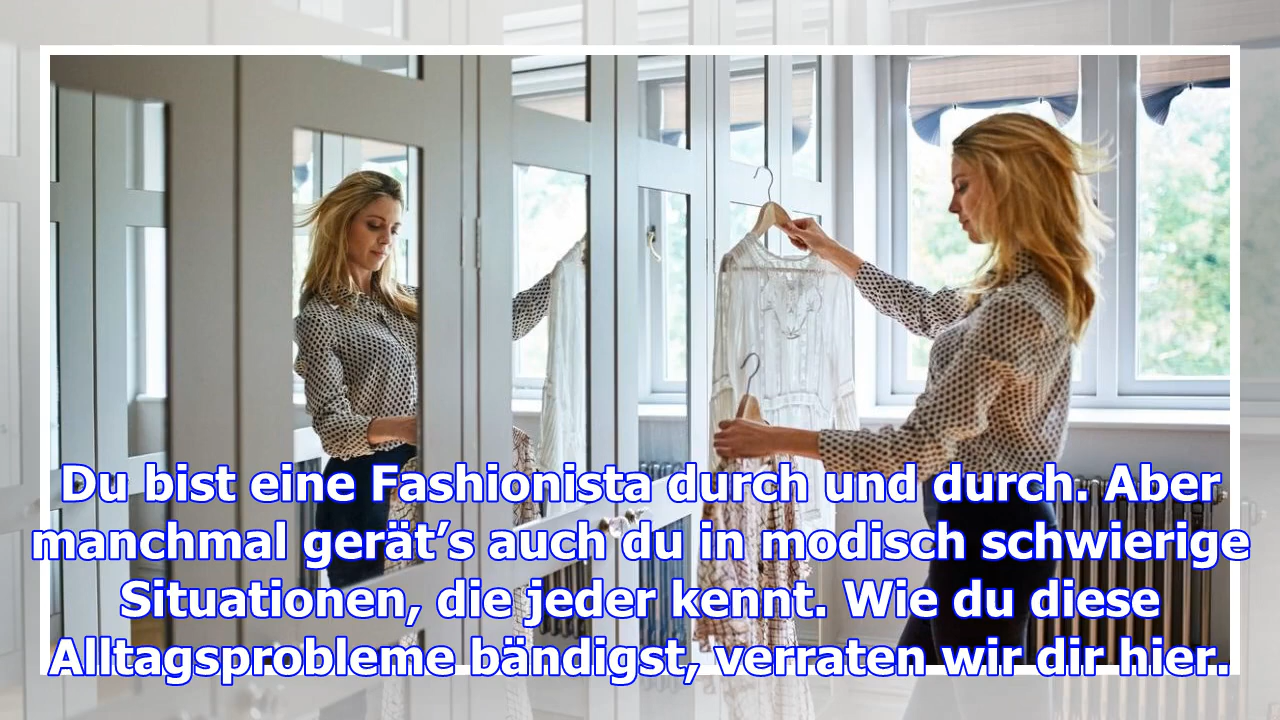 Du bist eine Fashionista durch und durch. Aber
manchmal gerät’s auch du in modisch schwierige
Situationen, die jeder kennt. Wie du diese
Alltagsprobleme bändigst, verraten wir dir hier.